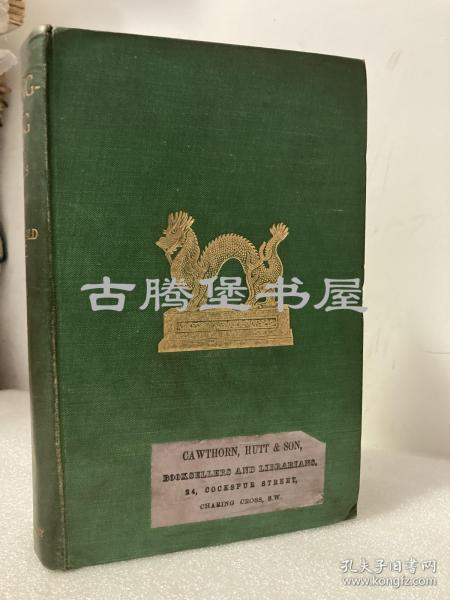 古腾堡书屋
CAWTHORN, HUTT & SON,
BOOKSELLERS AND LIBRARIANS,
24, COCKSPUR STREET,
CHARING CROSS, S.W.
孔夫子旧书网
www.kongfz.com